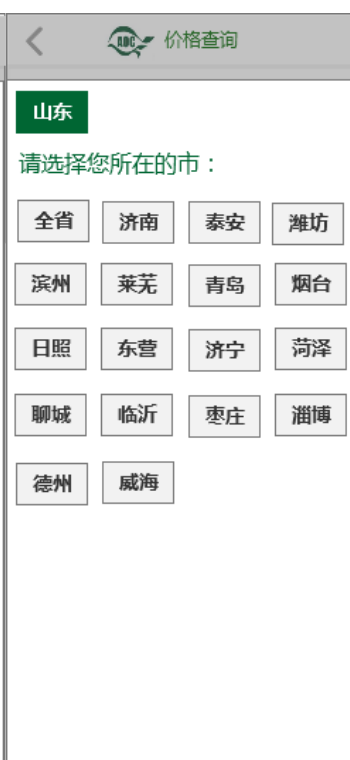 ABC 价格查询
山东
请选择您所在的市：
全省 济南 泰安 潍坊
滨州 莱芜 青岛 烟台
日照 东营 济宁 菏泽
聊城 临沂 枣庄 淄博
德州 威海